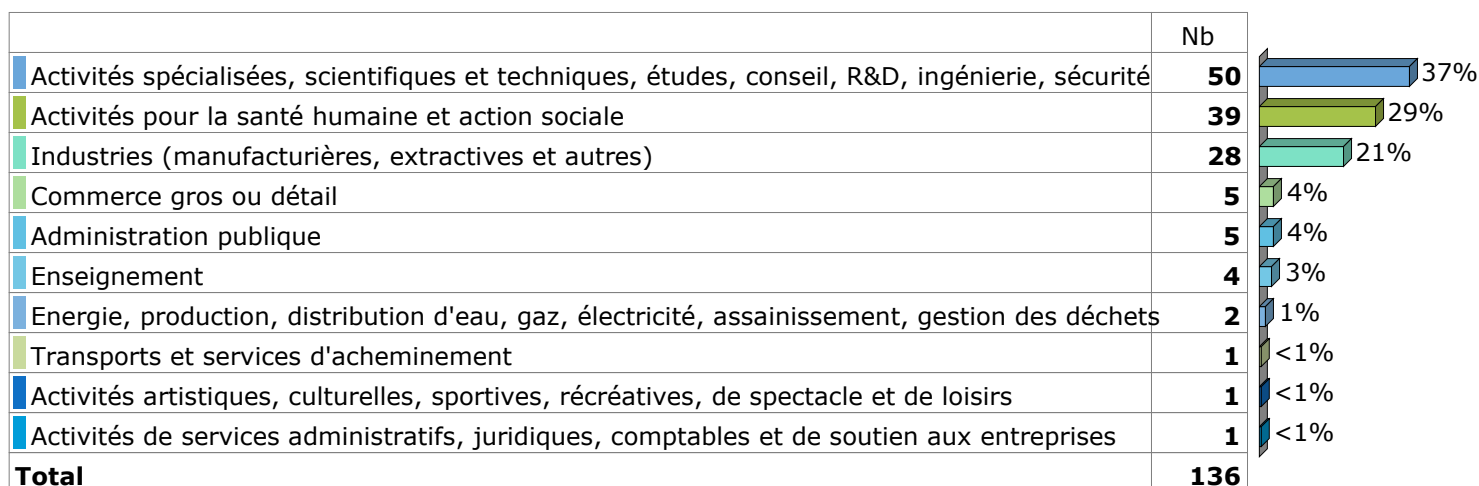 Nb
Activités spécialisées, scientifiques et techniques, études, conseil, R&D, ingénierie, sécurité 50 37%
Activités pour la santé humaine et action sociale 39 29%
Industries (manufacturières, extractives et autres) 28 21%
Commerce gros ou détail 5 4%
Administration publique 5 4%
Enseignement 4 3%
Energie, production, distribution d'eau, gaz, électricité, assainissement, gestion des déchets 2 1%
Transports et services d'acheminement 1 <1%
Activités artistiques, culturelles, sportives, récréatives, de spectacle et de loisirs 1 <1%
Activités de services administratifs, juridiques, comptables et de soutien aux entreprises 1 <1%
Total 136